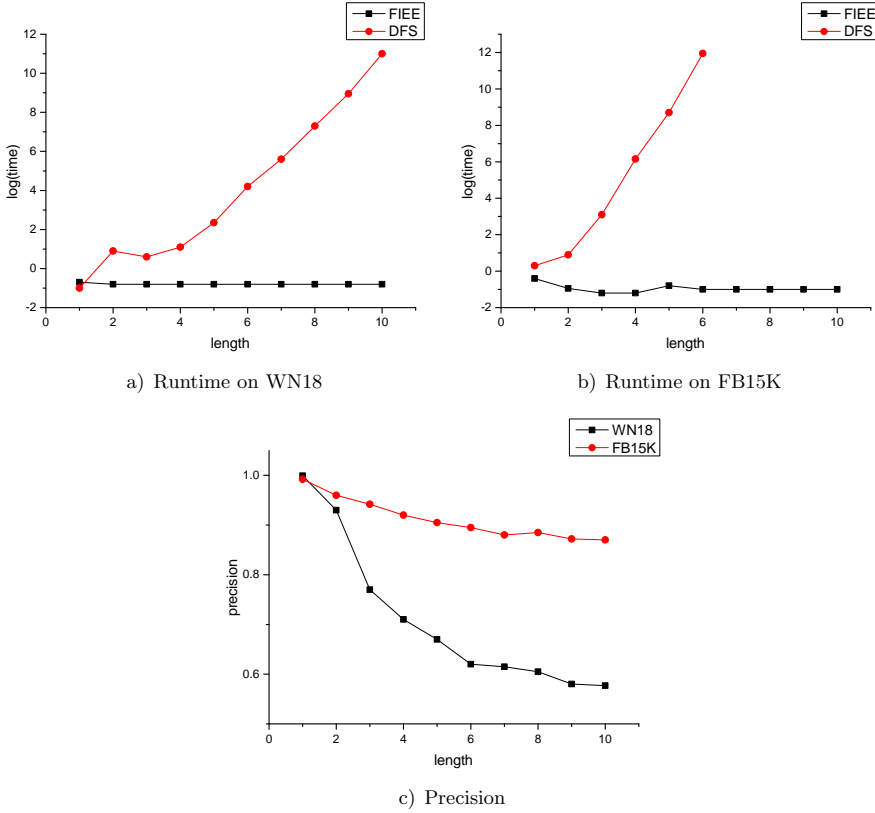 FIEE
DFS
12
10
8
6
4
2
0
-2
log(time)
0
2
4
6
8
10
length
a) Runtime on WN18
FIEE
DFS
12
10
8
6
4
2
0
-2
log(time)
0
2
4
6
8
10
length
b) Runtime on FB15K
WN18
FB15K
1.0
0.8
0.6
precision
0
2
4
6
8
10
length
c) Precision